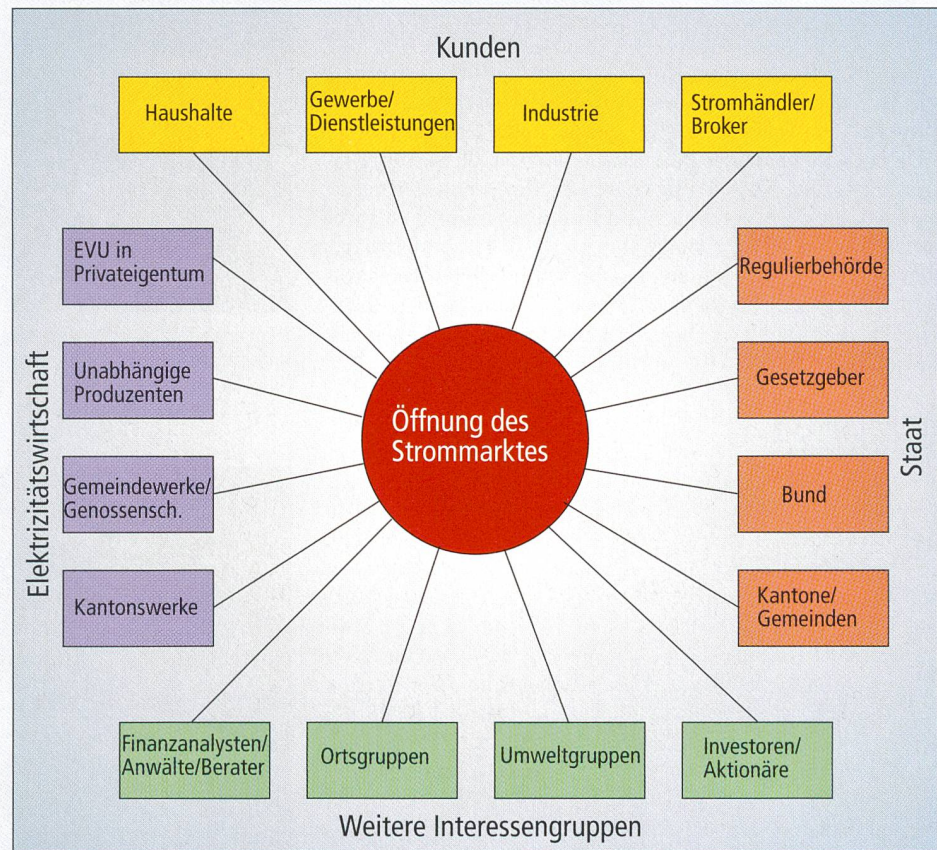 Kunden
Haushalte
Gewerbe/
Dienstleistungen
Industrie
Stromhändler/
Broker
Elektrizitätswirtschaft
EVU in
Privateigentum
Unabhängige
Produzenten
Gemeindewerke/
Genossensch.
Kantonswerke
Öffnung des
Strommarktes
Regulierbehörde
Gesetzgeber
Bund
Kantone/
Gemeinden
Staat
Finanzanalysten/
Anwälte/Berater
Ortsgruppen
Umweltgruppen
Investoren/
Aktionäre
Weitere Interessengruppen